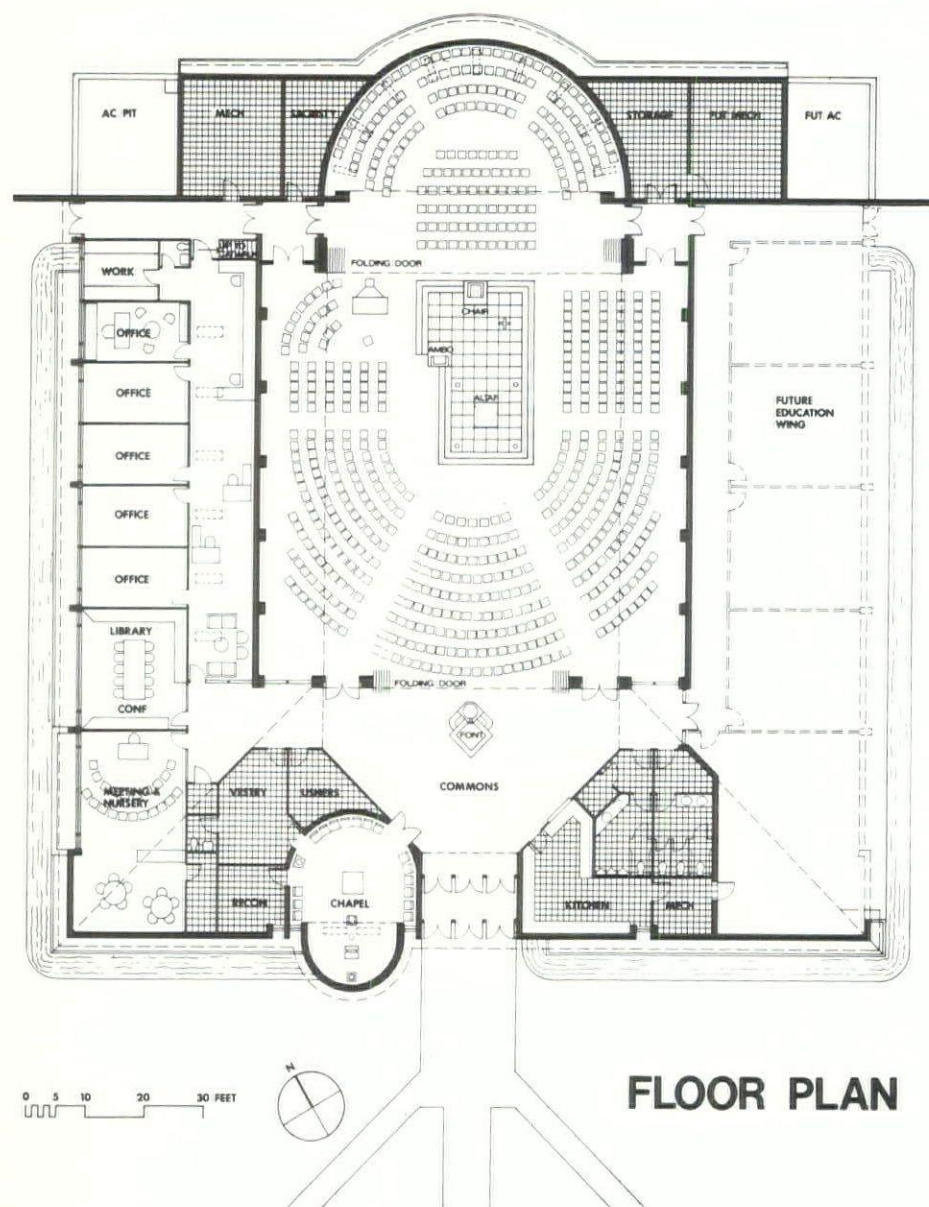 AC PIT
MECH
SACRISTY
STORAGE
FUT MECH
FUT AC
WORK
FOLDING DOOR
CHAIR
OFFICE
AMBO
OFFICE
ALTAR
FUTURE
EDUCATION
WING
OFFICE
OFFICE
OFFICE
LIBRARY
CONF
FOLDING DOOR
FONT
COMMONS
MEETING &
NURSERY
VESTRY
USHERS
RECON
CHAPEL
KITCHEN
MECH
N
0 5 10 20 30 FEET
FLOOR PLAN